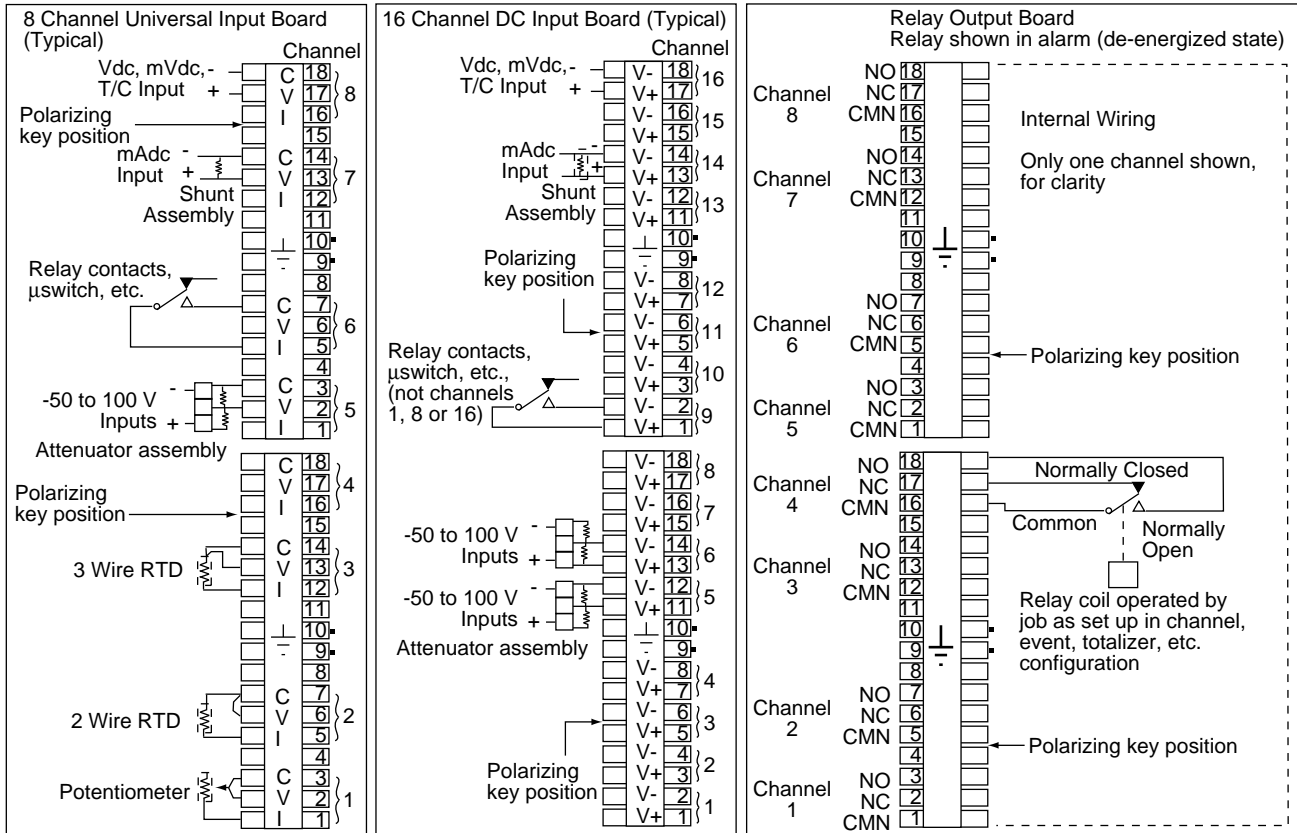 8 Channel Universal Input Board
(Typical)
Channel
Vdc, mVdc, -
T/C Input +
C 18
V 17
I 16
8
15
Polarizing
key position
mAdc -
Input +
Shunt
Assembly
C 14
V 13
I 12
7
11
10
9
8
Relay contacts,
µswitch, etc.
C 7
V 6
I 5
6
4
-50 to 100 V -
Inputs +
Attenuator assembly
C 3
V 2
I 1
5
C 18
V 17
I 16
4
15
Polarizing
key position
3 Wire RTD
C 14
V 13
I 12
3
11
10
9
8
2 Wire RTD
C 7
V 6
I 5
2
4
Potentiometer
C 3
V 2
I 1
1
16 Channel DC Input Board (Typical)
Channel
Vdc, mVdc, -
T/C Input +
V- 18
V+ 17
16
V- 16
V+ 15
15
mAdc - -
Input + +
Shunt
Assembly
V- 14
V+ 13
14
V- 12
V+ 11
13
10
9
Polarizing
key position
V- 8
V+ 7
12
V- 6
V+ 5
11
V- 4
V+ 3
10
Relay contacts,
µswitch, etc.,
(not channels
1, 8 or 16)
V- 2
V+ 1
9
V- 18
V+ 17
8
V- 16
V+ 15
7
-50 to 100 V -
Inputs +
V- 14
V+ 13
6
-50 to 100 V -
Inputs +
Attenuator assembly
V- 12
V+ 11
5
10
9
V- 8
V+ 7
4
V- 6
V+ 5
3
V- 4
V+ 3
2
Polarizing
key position
V- 2
V+ 1
1
Relay Output Board
Relay shown in alarm (de-energized state)
Channel
8
NO 18
NC 17
CMN 16
15
Internal Wiring
Only one channel shown,
for clarity
Channel
7
NO 14
NC 13
CMN 12
11
10
9
8
Channel
6
NO 7
NC 6
CMN 5
4
Polarizing key position
Channel
5
NO 3
NC 2
CMN 1
Channel
4
NO 18
NC 17
CMN 16
15
Normally Closed
Common
Normally
Open
Channel
3
NO 14
NC 13
CMN 12
11
10
9
8
Relay coil operated by
job as set up in channel,
event, totalizer, etc.
configuration
Channel
2
NO 7
NC 6
CMN 5
4
Polarizing key position
Channel
1
NO 3
NC 2
CMN 1